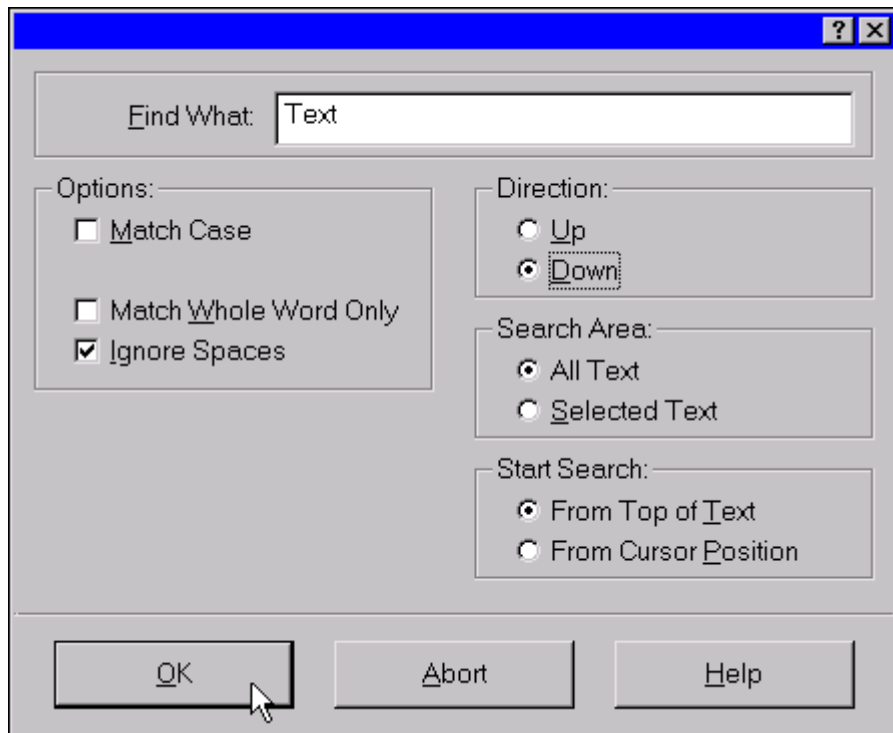 Find What: Text
Options:
Match Case
Match Whole Word Only
Ignore Spaces
Direction:
Up
Down
Search Area:
All Text
Selected Text
Start Search:
From Top of Text
From Cursor Position
OK Abort Help